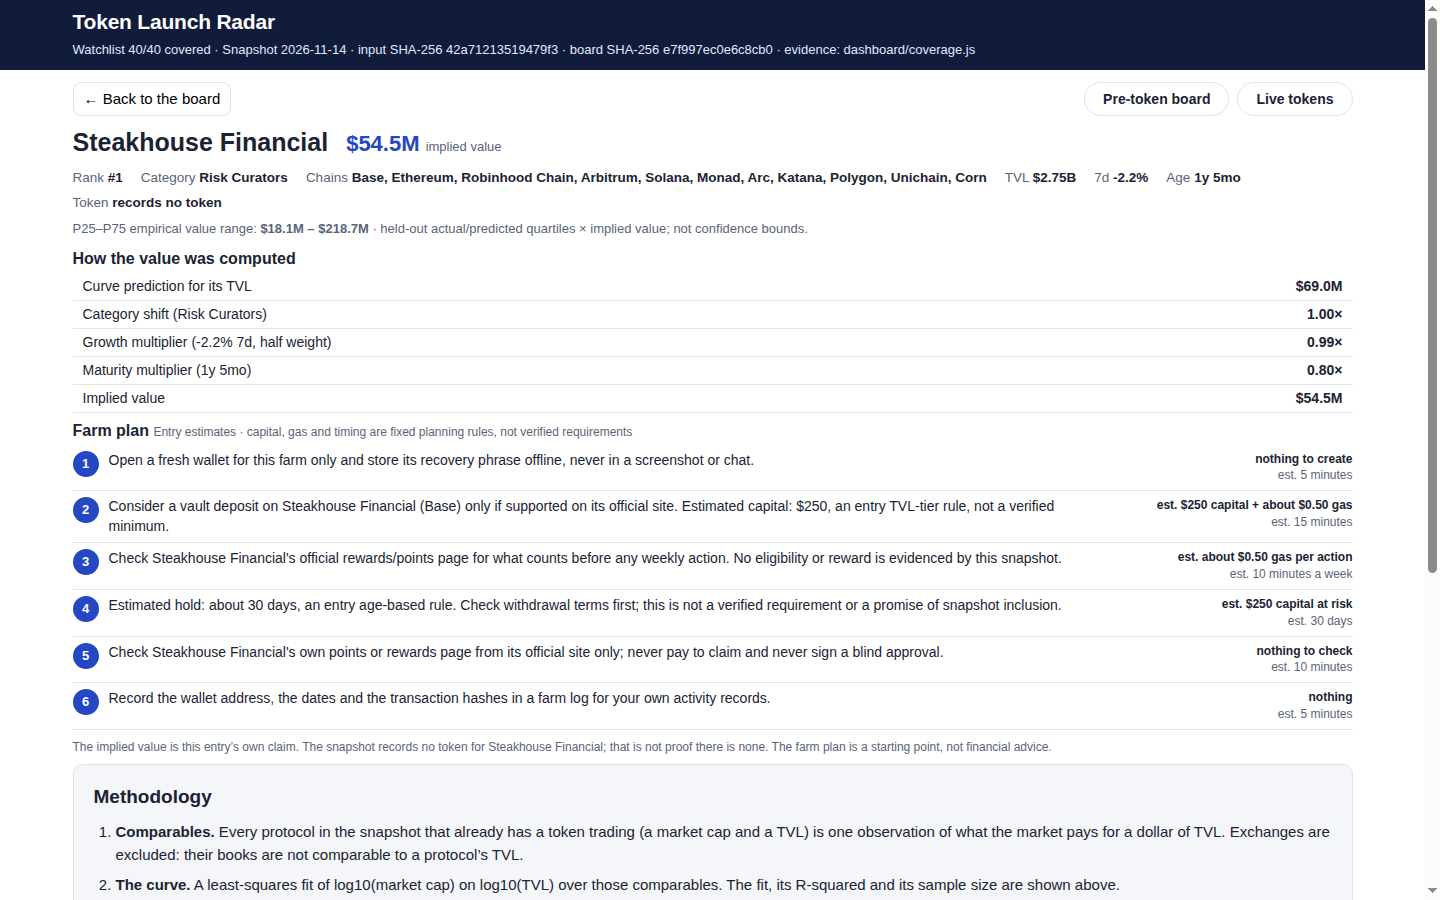 Token Launch Radar
Watchlist 40/40 covered · Snapshot 2026-11-14 · input SHA-256 42a71213519479f3 · board SHA-256 e7f997ec0e6c8cb0 · evidence: dashboard/coverage.js
← Back to the board
Pre-token board
Live tokens
Steakhouse Financial $54.5M implied value
Rank #1 Category Risk Curators Chains Base, Ethereum, Robinhood Chain, Arbitrum, Solana, Monad, Arc, Katana, Polygon, Unichain, Corn TVL $2.75B 7d -2.2% Age 1y 5mo
Token records no token
P25–P75 empirical value range: $18.1M – $218.7M · held-out actual/predicted quartiles × implied value; not confidence bounds.
How the value was computed
Curve prediction for its TVL $69.0M
Category shift (Risk Curators) 1.00×
Growth multiplier (-2.2% 7d, half weight) 0.99×
Maturity multiplier (1y 5mo) 0.80×
Implied value $54.5M
Farm plan Entry estimates · capital, gas and timing are fixed planning rules, not verified requirements
1 Open a fresh wallet for this farm only and store its recovery phrase offline, never in a screenshot or chat.
nothing to create
est. 5 minutes
2 Consider a vault deposit on Steakhouse Financial (Base) only if supported on its official site. Estimated capital: $250, an entry TVL-tier rule, not a verified
minimum.
est. $250 capital + about $0.50 gas
est. 15 minutes
3 Check Steakhouse Financial's official rewards/points page for what counts before any weekly action. No eligibility or reward is evidenced by this snapshot.
est. about $0.50 gas per action
est. 10 minutes a week
4 Estimated hold: about 30 days, an entry age-based rule. Check withdrawal terms first; this is not a verified requirement or a promise of snapshot inclusion.
est. $250 capital at risk
est. 30 days
5 Check Steakhouse Financial's own points or rewards page from its official site only; never pay to claim and never sign a blind approval.
nothing to check
est. 10 minutes
6 Record the wallet address, the dates and the transaction hashes in a farm log for your own activity records.
nothing
est. 5 minutes
The implied value is this entry’s own claim. The snapshot records no token for Steakhouse Financial; that is not proof there is none. The farm plan is a starting point, not financial advice.
Methodology
1. Comparables. Every protocol in the snapshot that already has a token trading (a market cap and a TVL) is one observation of what the market pays for a dollar of TVL. Exchanges are
excluded: their books are not comparable to a protocol’s TVL.
2. The curve. A least-squares fit of log10(market cap) on log10(TVL) over those comparables. The fit, its R-squared and its sample size are shown above.